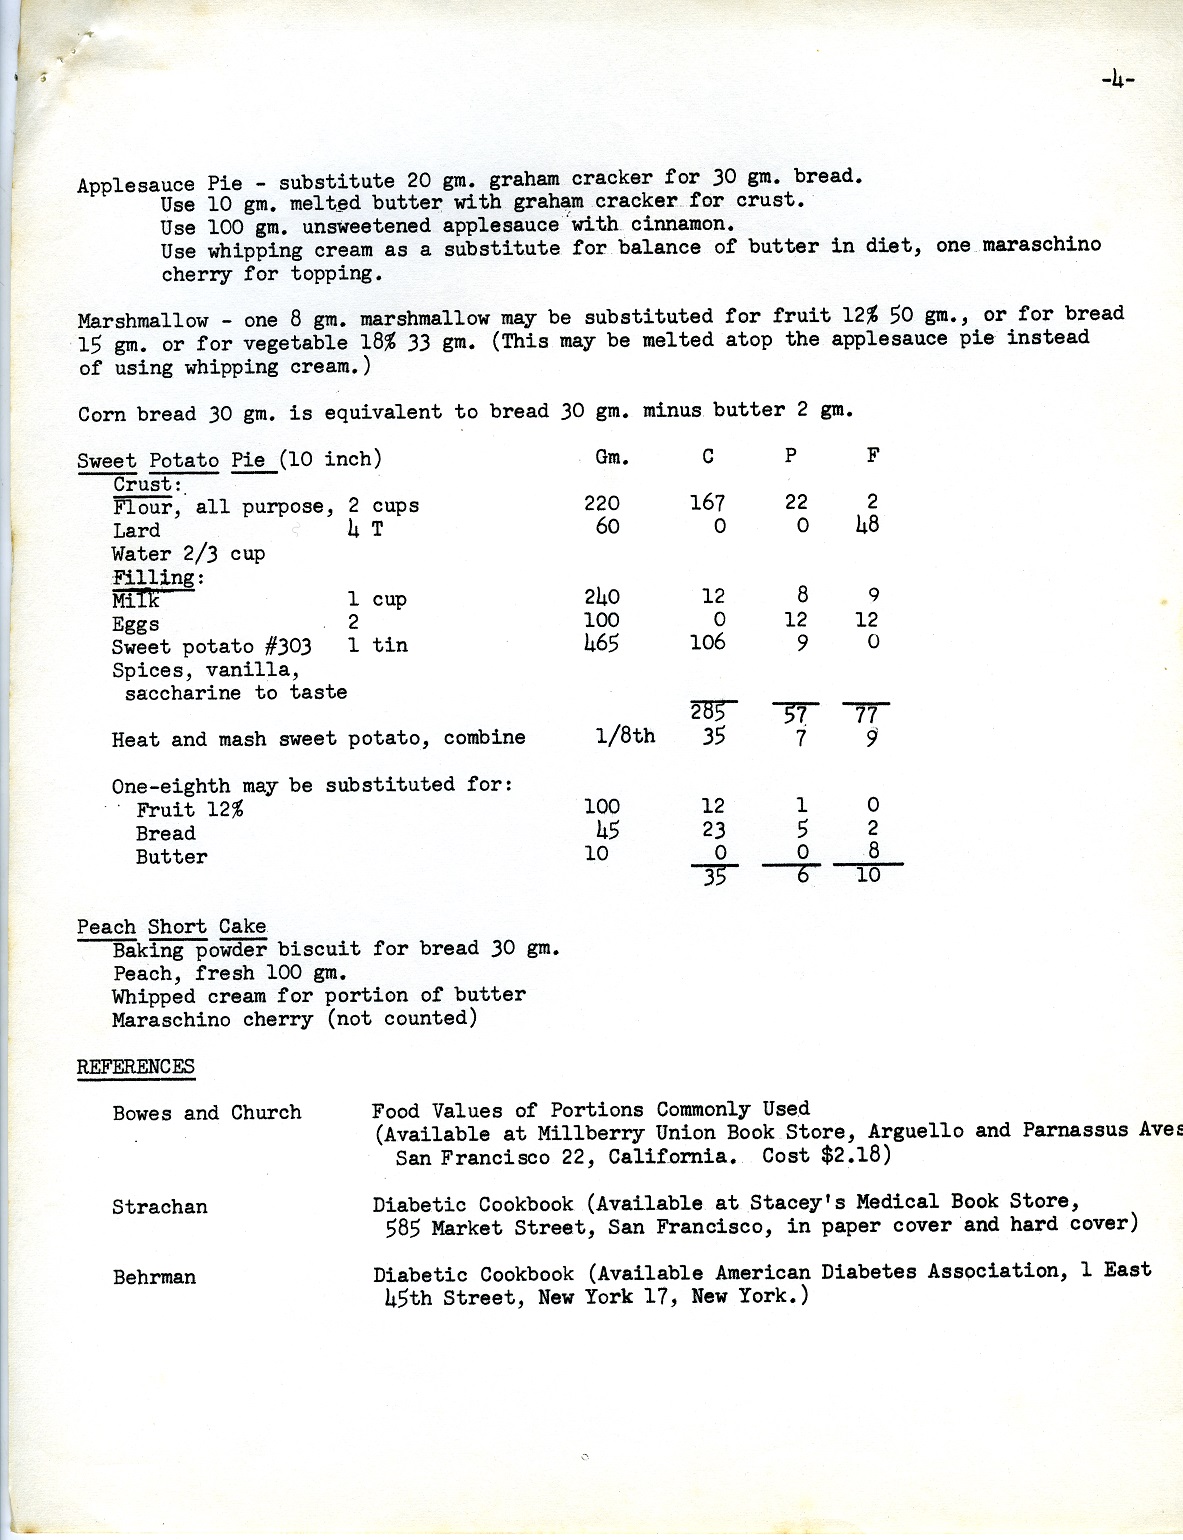 -4-
Applesauce Pie - substitute 20 gm. graham cracker for 30 gm. bread.
Use 10 gm. melted butter with graham cracker for crust.
Use 100 gm. unsweetened applesauce with cinnamon.
Use whipping cream as a substitute for balance of butter in diet, one maraschino
cherry for topping.
Marshmallow - one 8 gm. marshmallow may be substituted for fruit 12% 50 gm., or for bread
15 gm. or for vegetable 18% 33 gm. (This may be melted atop the applesauce pie instead
of using whipping cream.)
Corn bread 30 gm. is equivalent to bread 30 gm. minus butter 2 gm.
Sweet Potato Pie (10 inch) Gm. C P F
Crust:
Flour, all purpose, 2 cups 220 167 22 2
Lard 4 T 60 0 0 48
Water 2/3 cup
Filling:
Milk 1 cup 240 12 8 9
Eggs 2 100 0 12 12
Sweet potato #303 1 tin 465 106 9 0
Spices, vanilla,
saccharine to taste
285 57 77
Heat and mash sweet potato, combine 1/8th 35 7 9
One-eighth may be substituted for:
Fruit 12% 100 12 1 0
Bread 45 23 5 2
Butter 10 0 0 8
35 6 10
Peach Short Cake
Baking powder biscuit for bread 30 gm.
Peach, fresh 100 gm.
Whipped cream for portion of butter
Maraschino cherry (not counted)
REFERENCES
Bowes and Church Food Values of Portions Commonly Used
(Available at Millberry Union Book Store, Arguello and Parnassus Aves
San Francisco 22, California. Cost $2.18)
Strachan Diabetic Cookbook (Available at Stacey's Medical Book Store,
585 Market Street, San Francisco, in paper cover and hard cover)
Behrman Diabetic Cookbook (Available American Diabetes Association, 1 East
45th Street, New York 17, New York.)